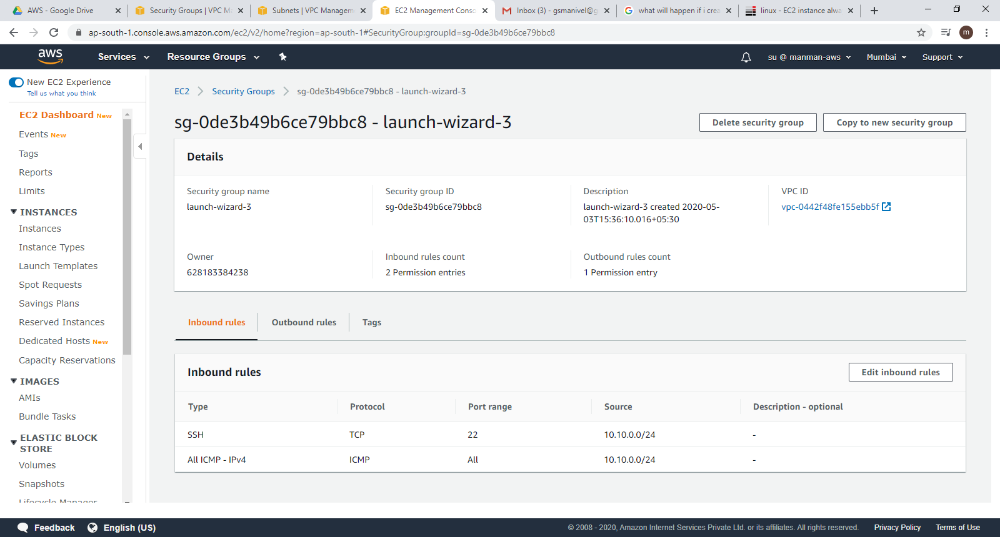 AWS - Google Drive
Security Groups | VPC Ma
Subnets | VPC Managem
EC2 Management Conso
Inbox (3) - gsmanivel@g
what will happen if i crea
linux - EC2 instance alwa
ap-south-1.console.aws.amazon.com/ec2/v2/home?region=ap-south-1#SecurityGroup:groupId=sg-0de3b49b6ce79bbc8
m
aws
Services
Resource Groups
su @ manman-aws
Mumbai
Support
New EC2 Experience
Tell us what you think
EC2 Dashboard New
Events New
Tags
Reports
Limits
INSTANCES
Instances
Instance Types
Launch Templates
Spot Requests
Savings Plans
Reserved Instances
Dedicated Hosts New
Capacity Reservations
IMAGES
AMIs
Bundle Tasks
ELASTIC BLOCK
STORE
Volumes
Snapshots
Lifecycle Manager
EC2
Security Groups
sg-0de3b49b6ce79bbc8 - launch-wizard-3
sg-0de3b49b6ce79bbc8 - launch-wizard-3
Delete security group
Copy to new security group
Details
Security group name
launch-wizard-3
Security group ID
sg-0de3b49b6ce79bbc8
Description
launch-wizard-3 created 2020-05-
03T15:36:10.016+05:30
VPC ID
vpc-0442f48fe155ebb5f
Owner
628183384238
Inbound rules count
2 Permission entries
Outbound rules count
1 Permission entry
Inbound rules
Outbound rules
Tags
Inbound rules
Edit inbound rules
Type Protocol Port range Source Description - optional
SSH TCP 22 10.10.0.0/24 -
All ICMP - IPv4 ICMP All 10.10.0.0/24 -
Feedback
English (US)
© 2008 - 2020, Amazon Internet Services Private Ltd. or its affiliates. All rights reserved.
Privacy Policy
Terms of Use